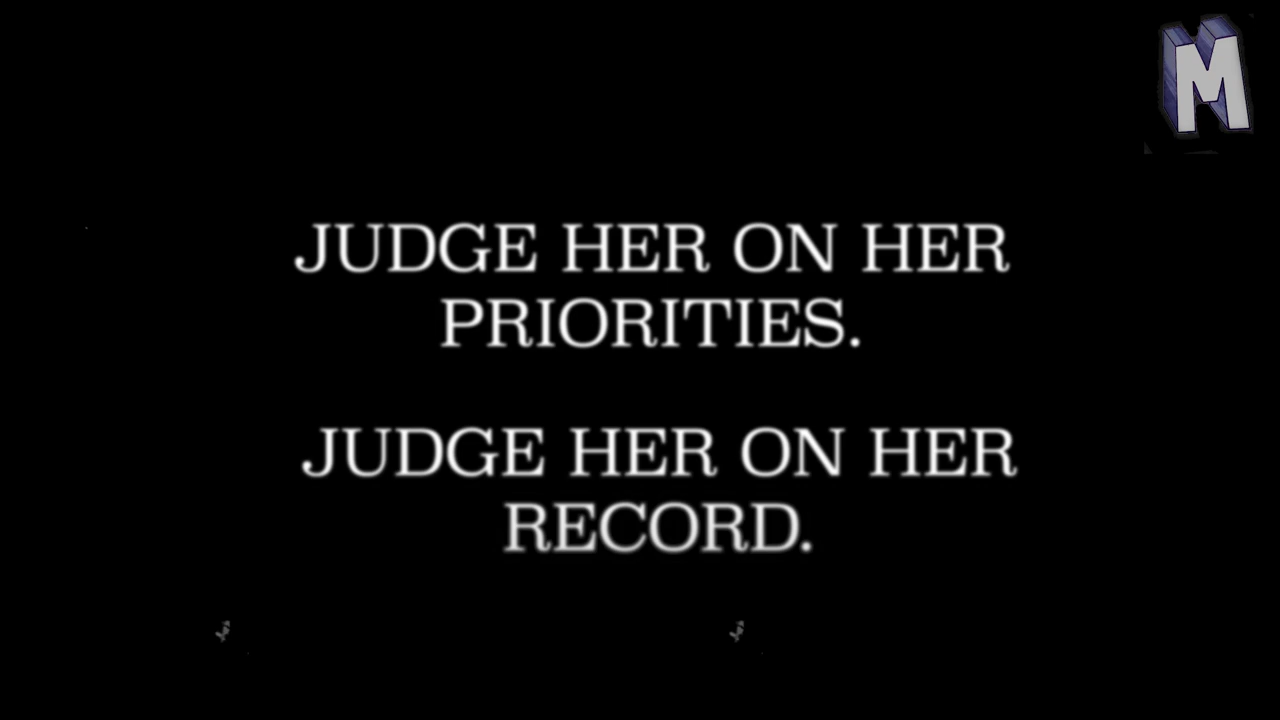 M
JUDGE HER ON HER
PRIORITIES.
JUDGE HER ON HER
RECORD.